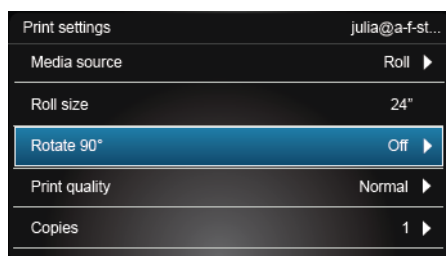 Print settings julia@a-f-st...
Media source Roll
Roll size 24"
Rotate 90° Off
Print quality Normal
Copies 1